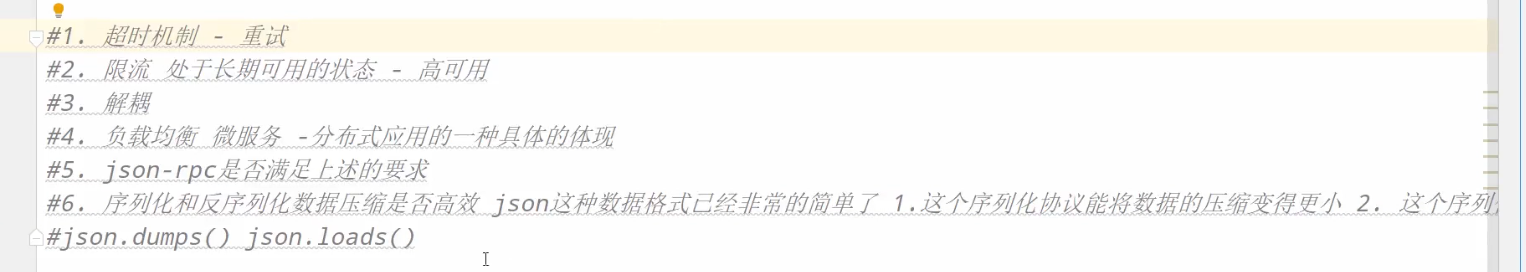 #1. 超时机制 - 重试
#2. 限流 处于长期可用的状态 - 高可用
#3. 解耦
#4. 负载均衡 微服务 -分布式应用的一种具体的体现
#5. json-rpc是否满足上述的要求
#6. 序列化和反序列化数据压缩是否高效 json这种数据格式已经非常的简单了 1.这个序列化协议能将数据的压缩变得更小 2. 这个序列
#json.dumps() json.loads()